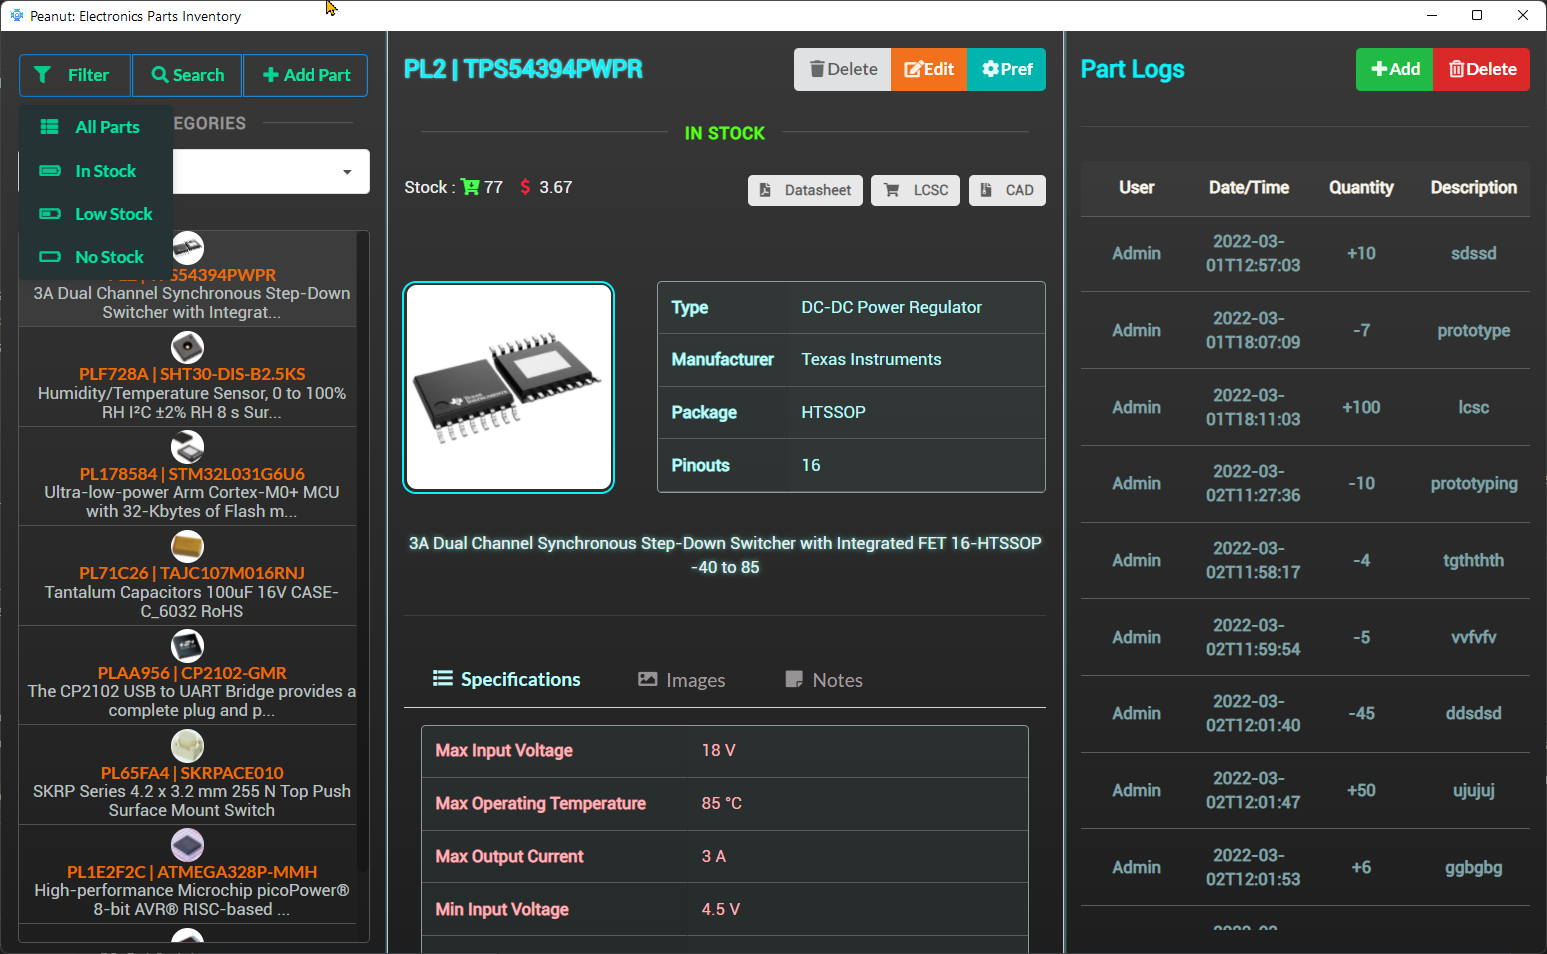 Peanut: Electronics Parts Inventory
Filter
Search
Add Part
EGORIES
All Parts
In Stock
Low Stock
No Stock
TPS54394PWPR
3A Dual Channel Synchronous Step-Down
Switcher with Integrat...
PLF728A | SHT30-DIS-B2.5KS
Humidity/Temperature Sensor, 0 to 100%
RH I²C ±2% RH 8 s Sur...
PL178584 | STM32L031G6U6
Ultra-low-power Arm Cortex-M0+ MCU
with 32-Kbytes of Flash m...
PL71C26 | TAJC107M016RNJ
Tantalum Capacitors 100uF 16V CASE-
C_6032 RoHS
PLAA956 | CP2102-GMR
The CP2102 USB to UART Bridge provides a
complete plug and p...
PL65FA4 | SKRPACE010
SKRP Series 4.2 x 3.2 mm 255 N Top Push
Surface Mount Switch
PL1E2F2C | ATMEGA328P-MMH
High-performance Microchip picoPower®
8-bit AVR® RISC-based ...
PL2 | TPS54394PWPR
Delete
Edit
Pref
IN STOCK
Stock : 77 $ 3.67
Datasheet
LCSC
CAD
TEXAS
INSTRUMENTS
Type DC-DC Power Regulator
Manufacturer Texas Instruments
Package HTSSOP
Pinouts 16
3A Dual Channel Synchronous Step-Down Switcher with Integrated FET 16-HTSSOP
-40 to 85
Specifications
Images
Notes
Max Input Voltage 18 V
Max Operating Temperature 85 °C
Max Output Current 3 A
Min Input Voltage 4.5 V
Part Logs
Add
Delete
User Date/Time Quantity Description
Admin 2022-03-
01T12:57:03 +10 sdssd
Admin 2022-03-
01T18:07:09 -7 prototype
Admin 2022-03-
01T18:11:03 +100 lcsc
Admin 2022-03-
02T11:27:36 -10 prototyping
Admin 2022-03-
02T11:58:17 -4 tgththth
Admin 2022-03-
02T11:59:54 -5 vvfvfv
Admin 2022-03-
02T12:01:40 -45 ddsdsd
Admin 2022-03-
02T12:01:47 +50 ujujuj
Admin 2022-03-
02T12:01:53 +6 ggbgbg